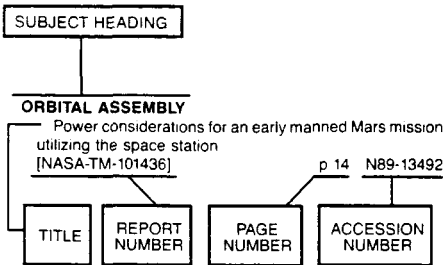 SUBJECT HEADING
ORBITAL ASSEMBLY
Power considerations for an early manned Mars mission
utilizing the space station
[NASA-TM-101436] p 14 N89-13492
TITLE
REPORT
NUMBER
PAGE
NUMBER
ACCESSION
NUMBER